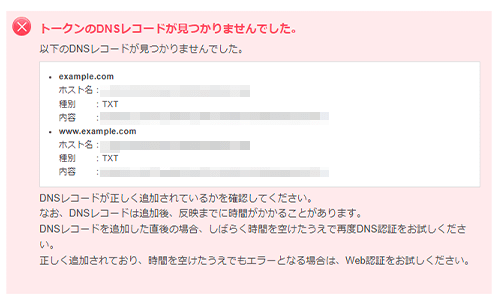 トークンのDNSレコードが見つかりませんでした。
以下のDNSレコードが見つかりませんでした。
• example.com
ホスト名：
種別　　：TXT
内容　　：
• www.example.com
ホスト名：
種別　　：TXT
内容　　：
DNSレコードが正しく追加されているかを確認してください。
なお、DNSレコードは追加後、反映までに時間がかかることがあります。
DNSレコードを追加した直後の場合、しばらく時間を空けたうえで再度DNS認証をお試しくださ
い。
正しく追加されており、時間を空けたうえでもエラーとなる場合は、Web認証をお試しください。